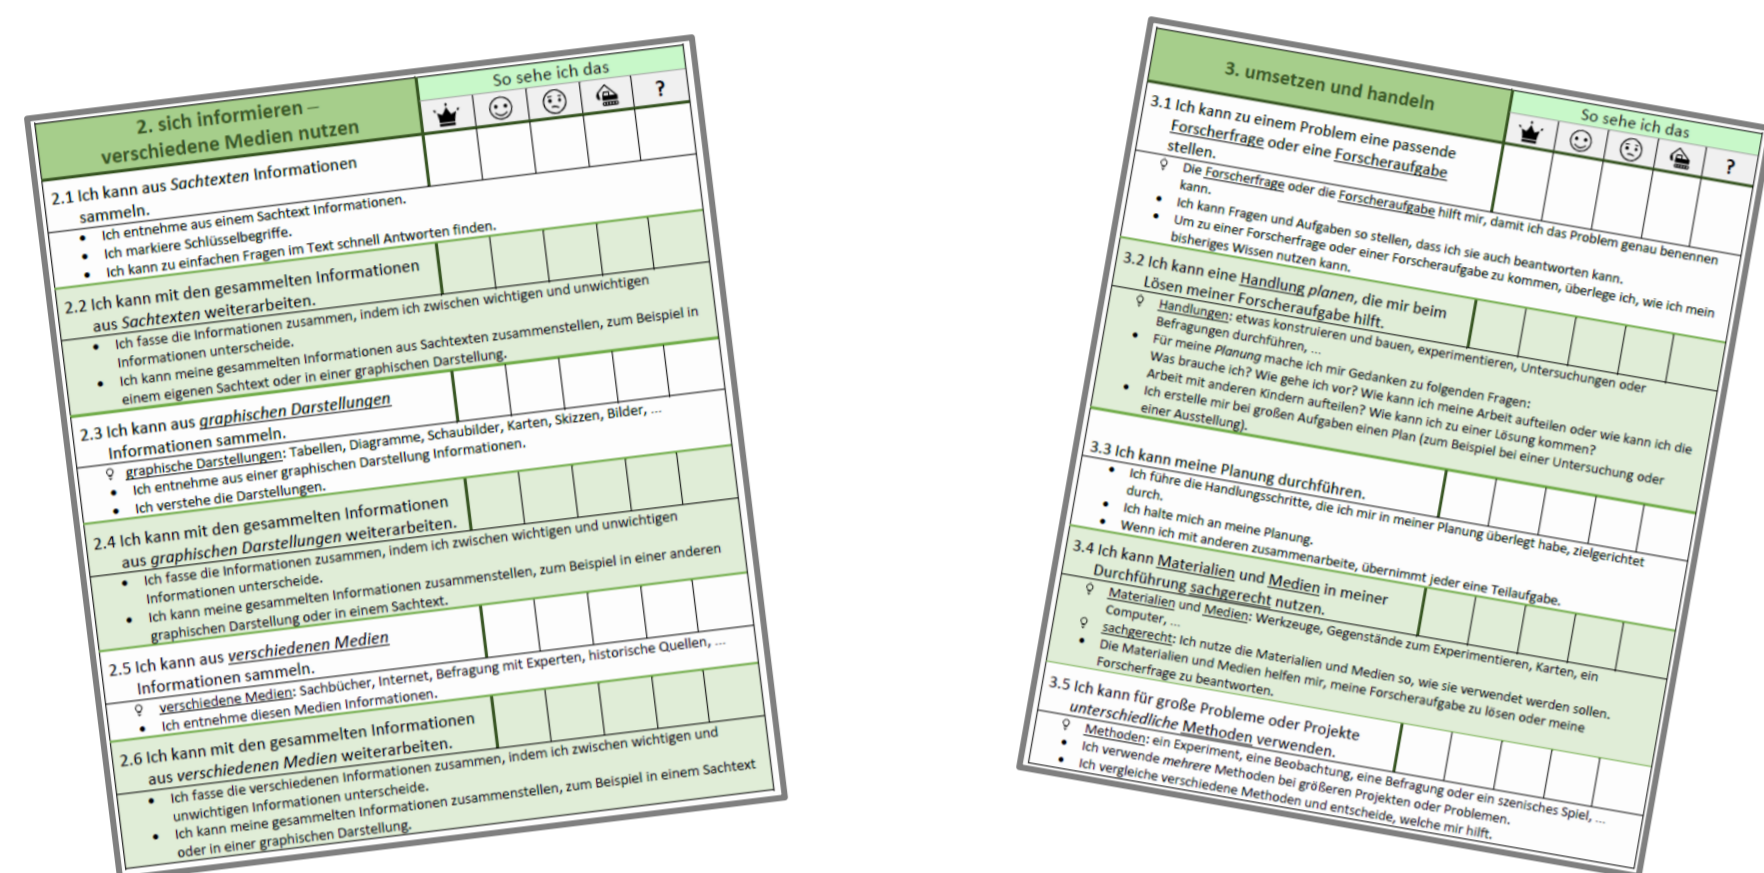 2. sich informieren –
verschiedene Medien nutzen
So sehe ich das
?
2.1 Ich kann aus Sachtexten Informationen
sammeln.
• Ich entnehme aus einem Sachtext Informationen.
• Ich markiere Schlüsselbegriffe.
• Ich kann zu einfachen Fragen im Text schnell Antworten finden.
2.2 Ich kann mit den gesammelten Informationen
aus Sachtexten weiterarbeiten.
• Ich fasse die Informationen zusammen, indem ich zwischen wichtigen und unwichtigen
Informationen unterscheide.
• Ich kann meine gesammelten Informationen aus Sachtexten zusammenstellen, zum Beispiel in
einem eigenen Sachtext oder in einer graphischen Darstellung.
2.3 Ich kann aus graphischen Darstellungen
Informationen sammeln.
graphische Darstellungen: Tabellen, Diagramme, Schaubilder, Karten, Skizzen, Bilder, ...
• Ich entnehme aus einer graphischen Darstellung Informationen.
• Ich verstehe die Darstellungen.
2.4 Ich kann mit den gesammelten Informationen
aus graphischen Darstellungen weiterarbeiten.
• Ich fasse die Informationen zusammen, indem ich zwischen wichtigen und unwichtigen
Informationen unterscheide.
• Ich kann meine gesammelten Informationen zusammenstellen, zum Beispiel in einer anderen
graphischen Darstellung oder in einem Sachtext.
2.5 Ich kann aus verschiedenen Medien
Informationen sammeln.
verschiedene Medien: Sachbücher, Internet, Befragung mit Experten, historische Quellen, ...
• Ich entnehme diesen Medien Informationen.
2.6 Ich kann mit den gesammelten Informationen
aus verschiedenen Medien weiterarbeiten.
• Ich fasse die verschiedenen Informationen zusammen, indem ich zwischen wichtigen und
unwichtigen Informationen unterscheide.
• Ich kann meine gesammelten Informationen zusammenstellen, zum Beispiel in einem Sachtext
oder in einer graphischen Darstellung.
3. umsetzen und handeln
So sehe ich das
?
3.1 Ich kann zu einem Problem eine passende
Forscherfrage oder eine Forscheraufgabe
stellen.
Die Forscherfrage oder die Forscheraufgabe hilft mir, damit ich das Problem genau benennen
kann.
• Ich kann Fragen und Aufgaben so stellen, dass ich sie auch beantworten kann.
• Um zu einer Forscherfrage oder einer Forscheraufgabe zu kommen, überlege ich, wie ich mein
bisheriges Wissen nutzen kann.
3.2 Ich kann eine Handlung planen, die mir beim
Lösen meiner Forscheraufgabe hilft.
Handlungen: etwas konstruieren und bauen, experimentieren, Untersuchungen oder
Befragungen durchführen, ...
• Für meine Planung mache ich mir Gedanken zu folgenden Fragen:
Was brauche ich? Wie gehe ich vor? Wie kann ich meine Arbeit aufteilen oder wie kann ich die
Arbeit mit anderen Kindern aufteilen? Wie kann ich zu einer Lösung kommen?
• Ich erstelle mir bei großen Aufgaben einen Plan (zum Beispiel bei einer Untersuchung oder
einer Ausstellung).
3.3 Ich kann meine Planung durchführen.
• Ich führe die Handlungsschritte, die ich mir in meiner Planung überlegt habe, zielgerichtet
durch.
• Ich halte mich an meine Planung.
• Wenn ich mit anderen zusammenarbeite, übernimmt jeder eine Teilaufgabe.
3.4 Ich kann Materialien und Medien in meiner
Durchführung sachgerecht nutzen.
Materialien und Medien: Werkzeuge, Gegenstände zum Experimentieren, Karten, ein
Computer, ...
sachgerecht: Ich nutze die Materialien und Medien so, wie sie verwendet werden sollen.
• Die Materialien und Medien helfen mir, meine Forscheraufgabe zu lösen oder meine
Forscherfrage zu beantworten.
3.5 Ich kann für große Probleme oder Projekte
unterschiedliche Methoden verwenden.
Methoden: ein Experiment, eine Beobachtung, eine Befragung oder ein szenisches Spiel, ...
• Ich verwende mehrere Methoden bei größeren Projekten oder Problemen.
• Ich vergleiche verschiedene Methoden und entscheide, welche mir hilft.